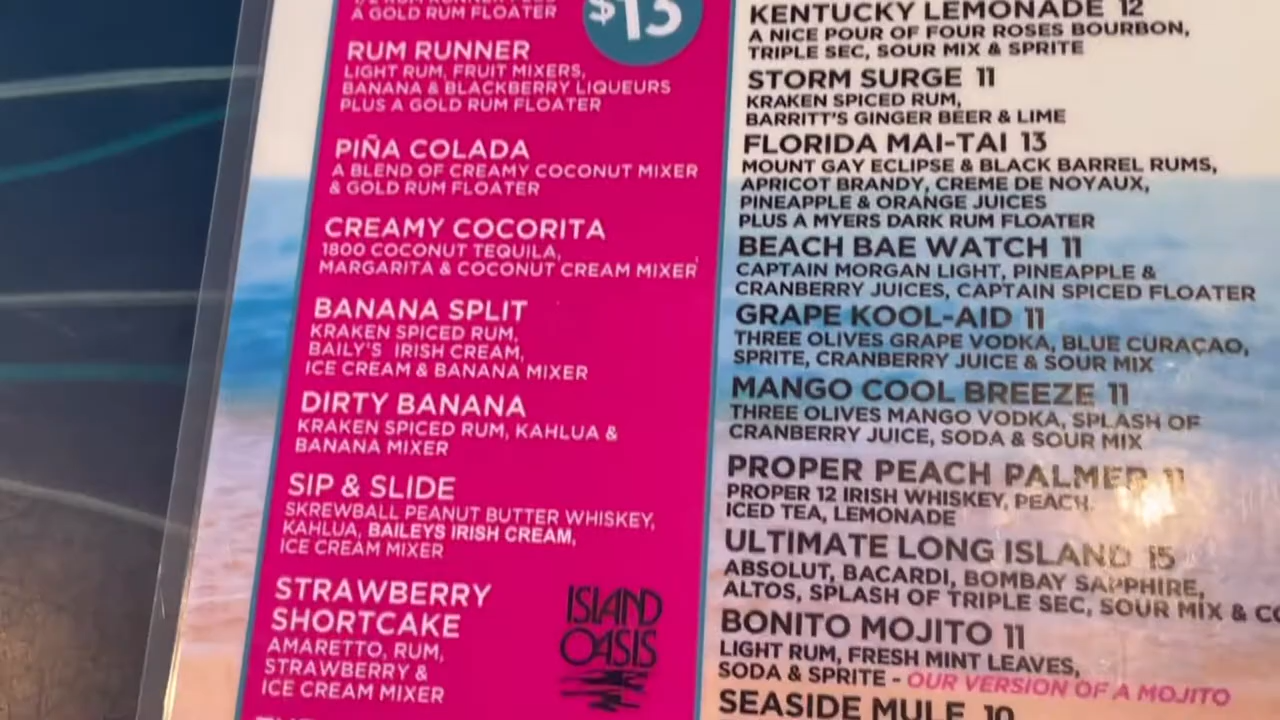 A GOLD RUM FLOATER
$13
RUM RUNNER
LIGHT RUM, FRUIT MIXERS,
BANANA & BLACKBERRY LIQUEURS
PLUS A GOLD RUM FLOATER
PIÑA COLADA
A BLEND OF CREAMY COCONUT MIXER
& GOLD RUM FLOATER
CREAMY COCORITA
1800 COCONUT TEQUILA,
MARGARITA & COCONUT CREAM MIXER
BANANA SPLIT
KRAKEN SPICED RUM,
BAILY'S IRISH CREAM,
ICE CREAM & BANANA MIXER
DIRTY BANANA
KRAKEN SPICED RUM, KAHLUA &
BANANA MIXER
SIP & SLIDE
SKREWBALL PEANUT BUTTER WHISKEY,
KAHLUA, BAILEYS IRISH CREAM,
ICE CREAM MIXER
STRAWBERRY
SHORTCAKE
AMARETTO, RUM,
STRAWBERRY &
ICE CREAM MIXER
ISLAND
OASIS
KENTUCKY LEMONADE 12
A NICE POUR OF FOUR ROSES BOURBON,
TRIPLE SEC, SOUR MIX & SPRITE
STORM SURGE 11
KRAKEN SPICED RUM,
BARRITT'S GINGER BEER & LIME
FLORIDA MAI-TAI 13
MOUNT GAY ECLIPSE & BLACK BARREL RUMS,
APRICOT BRANDY, CREME DE NOYAUX,
PINEAPPLE & ORANGE JUICES
PLUS A MYERS DARK RUM FLOATER
BEACH BAE WATCH 11
CAPTAIN MORGAN LIGHT, PINEAPPLE &
CRANBERRY JUICES, CAPTAIN SPICED FLOATER
GRAPE KOOL-AID 11
THREE OLIVES GRAPE VODKA, BLUE CURAÇAO,
SPRITE, CRANBERRY JUICE & SOUR MIX
MANGO COOL BREEZE 11
THREE OLIVES MANGO VODKA, SPLASH OF
CRANBERRY JUICE, SODA & SOUR MIX
PROPER PEACH PALMER 11
PROPER 12 IRISH WHISKEY, PEACH,
ICED TEA, LEMONADE
ULTIMATE LONG ISLAND 15
ABSOLUT, BACARDI, BOMBAY SAPPHIRE,
ALTOS, SPLASH OF TRIPLE SEC, SOUR MIX & CO
BONITO MOJITO 11
LIGHT RUM, FRESH MINT LEAVES,
SODA & SPRITE - OUR VERSION OF A MOJITO
SEASIDE MULE 10